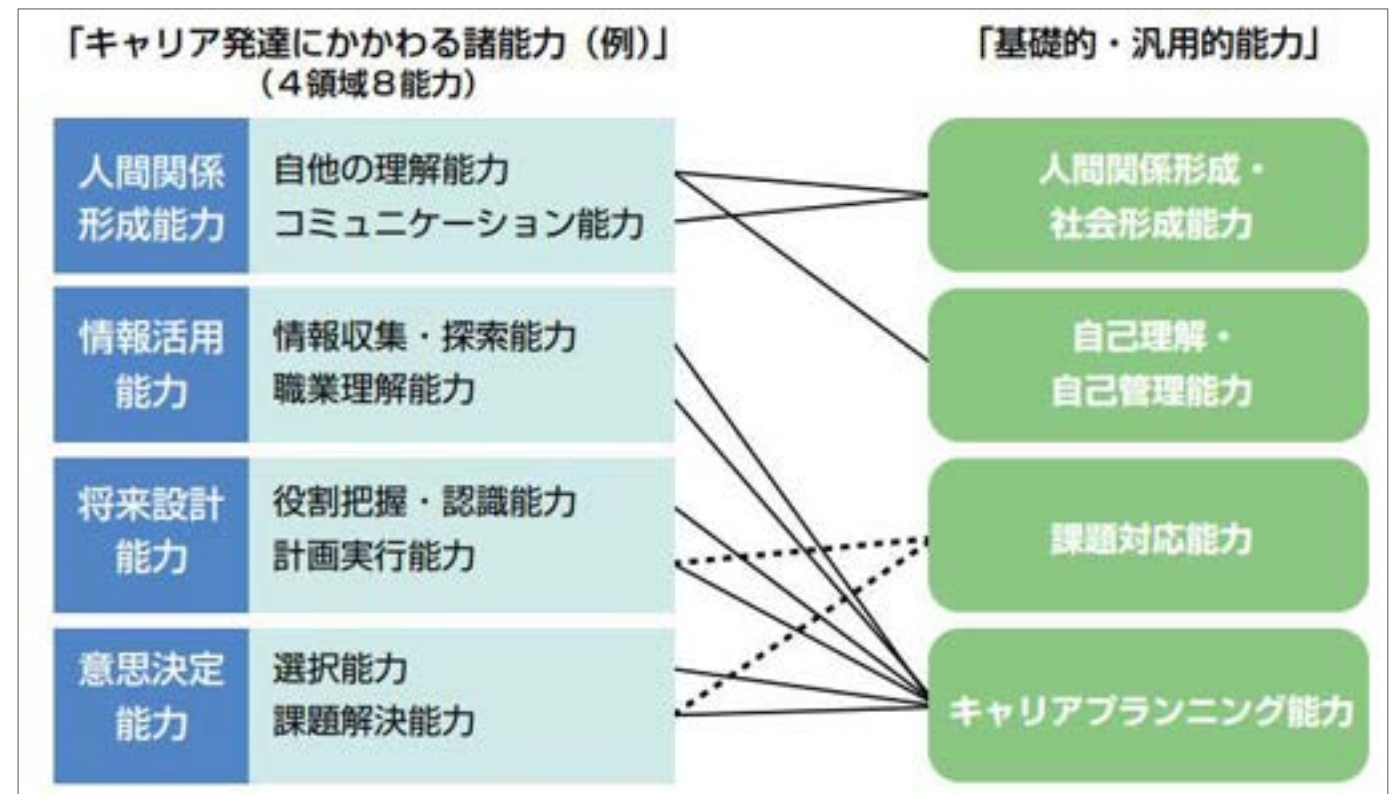 「キャリア発達にかかわる諸能力（例）」
（４領域８能力）
「基礎的・汎用的能力」
人間関係
形成能力
自他の理解能力
コミュニケーション能力
情報活用
能力
情報収集・探索能力
職業理解能力
将来設計
能力
役割把握・認識能力
計画実行能力
意思決定
能力
選択能力
課題解決能力
人間関係形成・
社会形成能力
自己理解・
自己管理能力
課題対応能力
キャリアプランニング能力